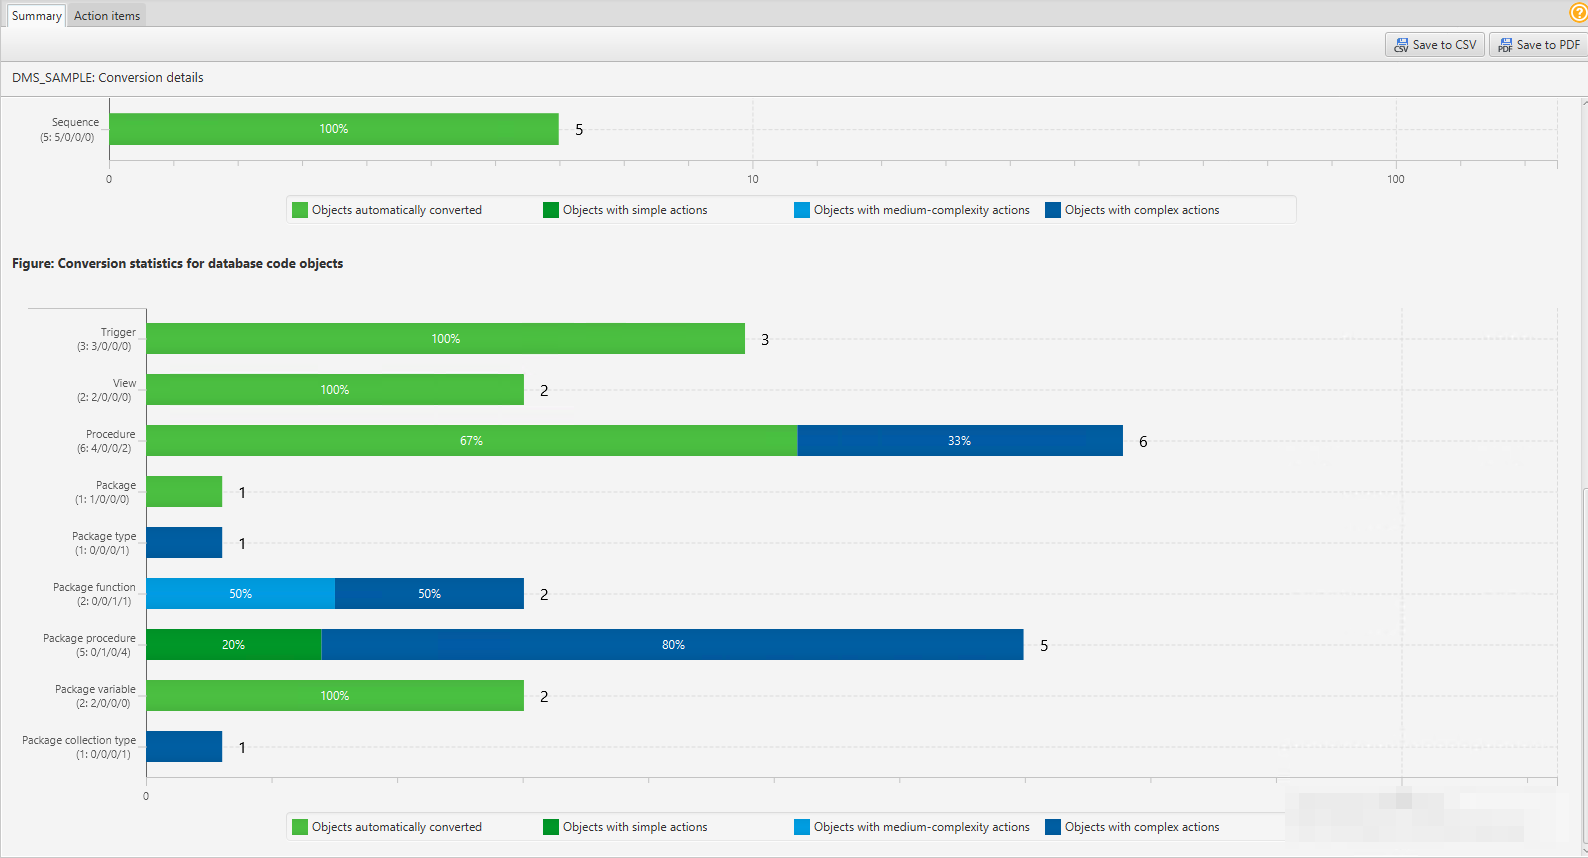 Summary
Action items
?
CSV Save to CSV
PDF Save to PDF
DMS_SAMPLE: Conversion details
Sequence
(5: 5/0/0/0)
100%
5
0
10
100
Objects automatically converted
Objects with simple actions
Objects with medium-complexity actions
Objects with complex actions
Figure: Conversion statistics for database code objects
Trigger
(3: 3/0/0/0)
100%
3
View
(2: 2/0/0/0)
100%
2
Procedure
(6: 4/0/0/2)
67%
33%
6
Package
(1: 1/0/0/0)
1
Package type
(1: 0/0/0/1)
1
Package function
(2: 0/0/1/1)
50%
50%
2
Package procedure
(5: 0/1/0/4)
20%
80%
5
Package variable
(2: 2/0/0/0)
100%
2
Package collection type
(1: 0/0/0/1)
1
0
Objects automatically converted
Objects with simple actions
Objects with medium-complexity actions
Objects with complex actions